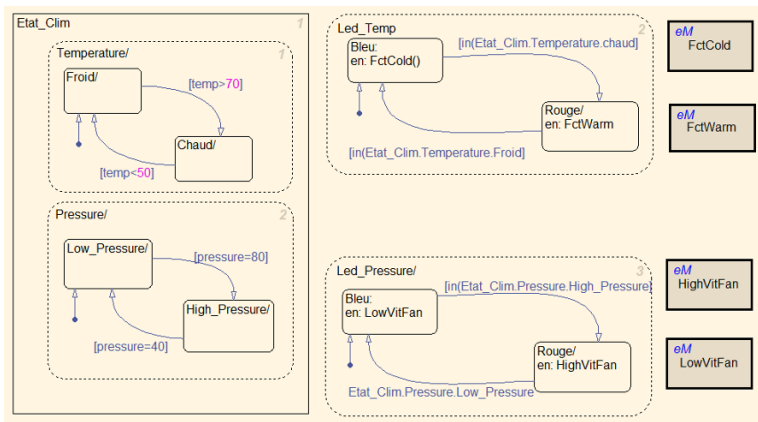 Etat_Clim
1
Temperature/
1
Froid/
[temp>70]
Chaud/
[temp<50]
Pressure/
2
Low_Pressure/
[pressure=80]
High_Pressure/
[pressure=40]
Led_Temp
2
Bleu:
en: FctCold()
[in(Etat_Clim.Temperature.chaud]
Rouge/
en: FctWarm
[in(Etat_Clim.Temperature.Froid]
Led_Pressure/
3
[in(Etat_Clim.Pressure.High_Pressure]
Bleu:
en: LowVitFan
Rouge/
en: HighVitFan
Etat_Clim.Pressure.Low_Pressure
eM
FctCold
eM
FctWarm
eM
HighVitFan
eM
LowVitFan